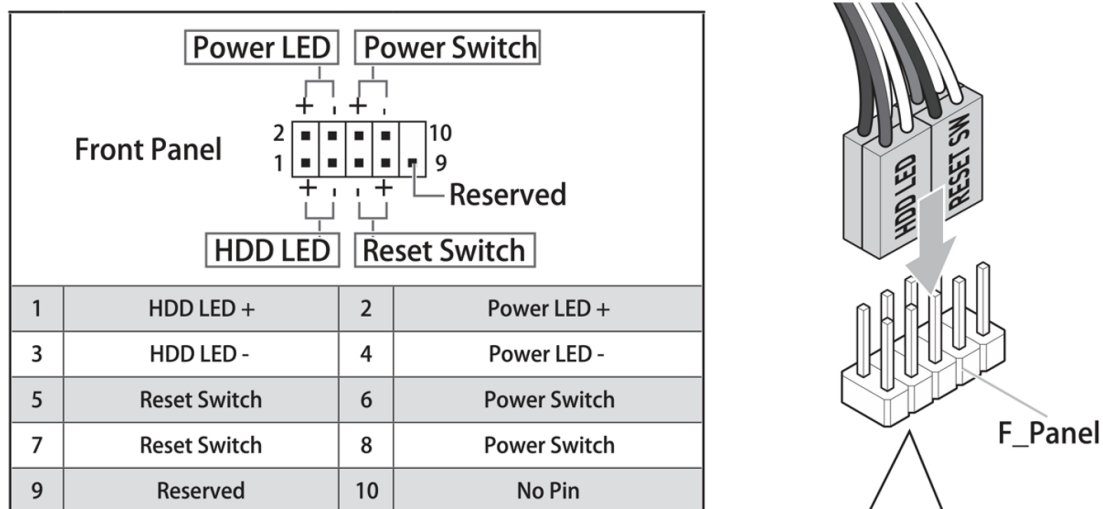 Power LED Power Switch
+ - + -
Front Panel
2 10
1 9
+ - - +
Reserved
HDD LED Reset Switch
1 HDD LED + 2 Power LED +
3 HDD LED - 4 Power LED -
5 Reset Switch 6 Power Switch
7 Reset Switch 8 Power Switch
9 Reserved 10 No Pin
HDD LED
RESET SW
F_Panel